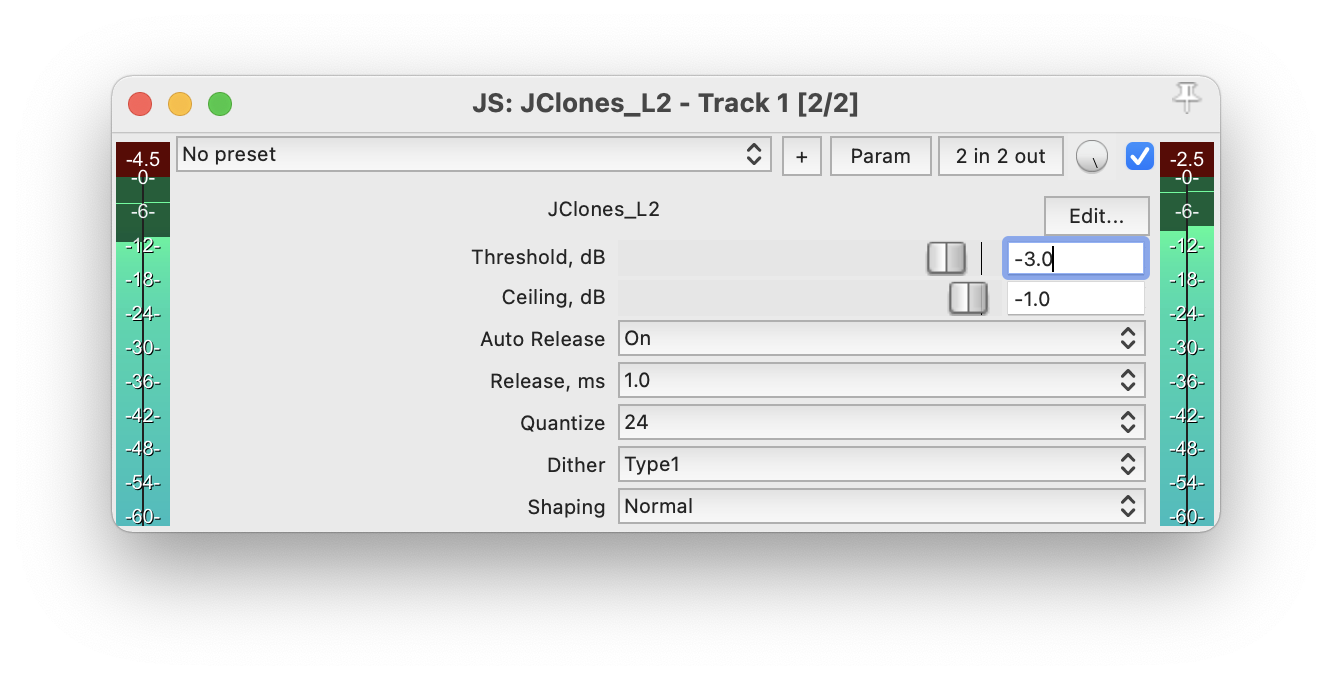 JS: JClones_L2 - Track 1 [2/2]
-4.5 No preset + Param 2 in 2 out -2.5
-0- -0-
JClones_L2 Edit...
-6- -6-
-12- Threshold, dB -3.0 -12-
-18- Ceiling, dB -1.0 -18-
-24- -24-
Auto Release On
-30- -30-
-36- Release, ms 1.0 -36-
-42- Quantize 24 -42-
-48- Dither Type1 -48-
-54- -54-
-60- Shaping Normal -60-